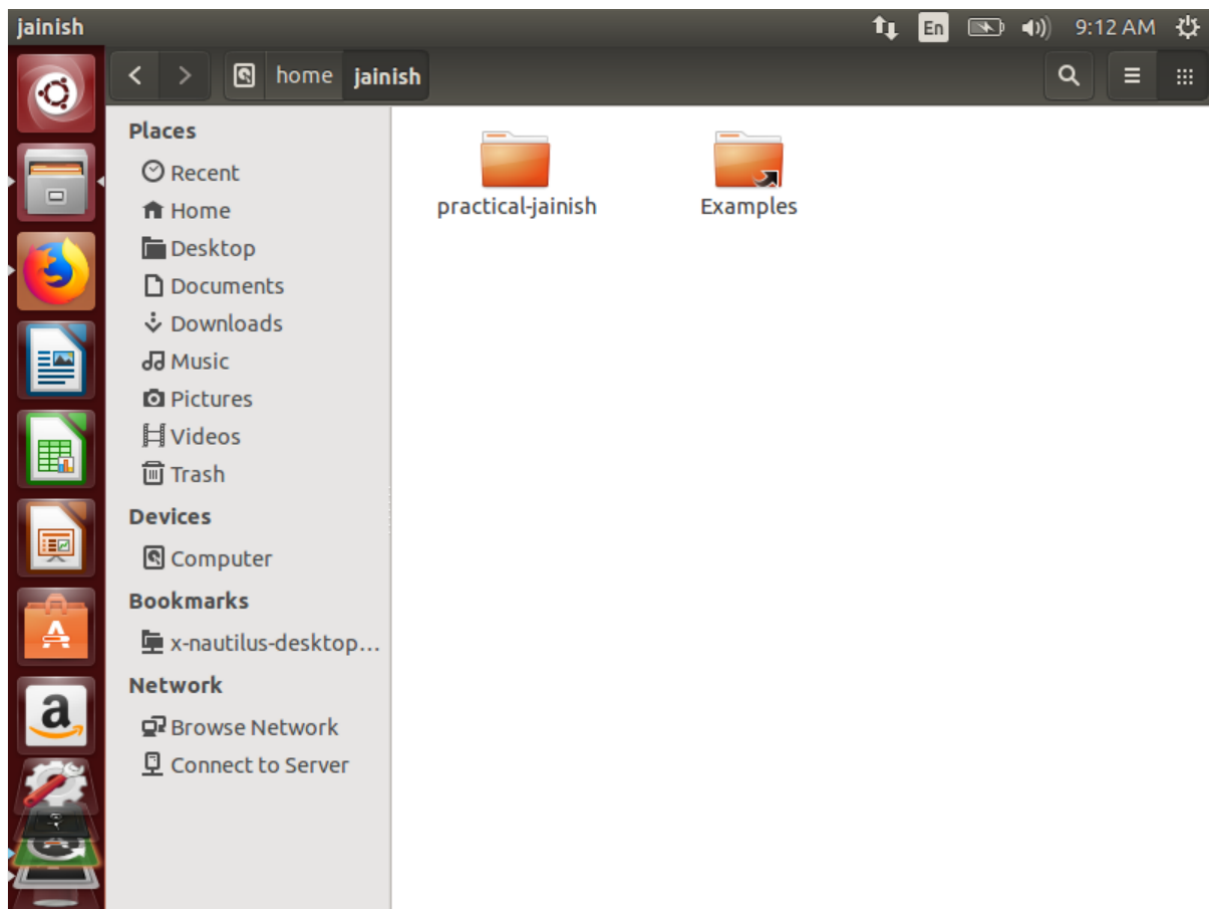 jainish
En
9:12 AM
home jainish
Places
Recent
Home
Desktop
Documents
Downloads
Music
Pictures
Videos
Trash
Devices
Computer
Bookmarks
x-nautilus-desktop...
Network
Browse Network
Connect to Server
practical-jainish
Examples
A
a